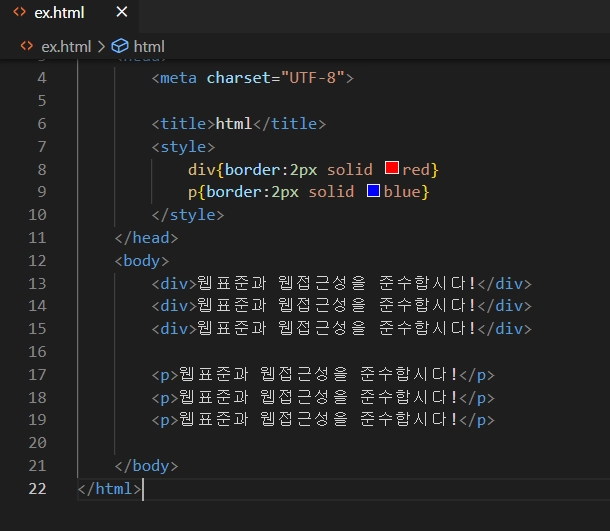 ex.html
ex.html > html
4 <meta charset="UTF-8">
5
6 <title>html</title>
7 <style>
8 div{border:2px solid red}
9 p{border:2px solid blue}
10 </style>
11 </head>
12 <body>
13 <div>웹표준과 웹접근성을 준수합시다!</div>
14 <div>웹표준과 웹접근성을 준수합시다!</div>
15 <div>웹표준과 웹접근성을 준수합시다!</div>
16
17 <p>웹표준과 웹접근성을 준수합시다!</p>
18 <p>웹표준과 웹접근성을 준수합시다!</p>
19 <p>웹표준과 웹접근성을 준수합시다!</p>
20
21 </body>
22 </html>